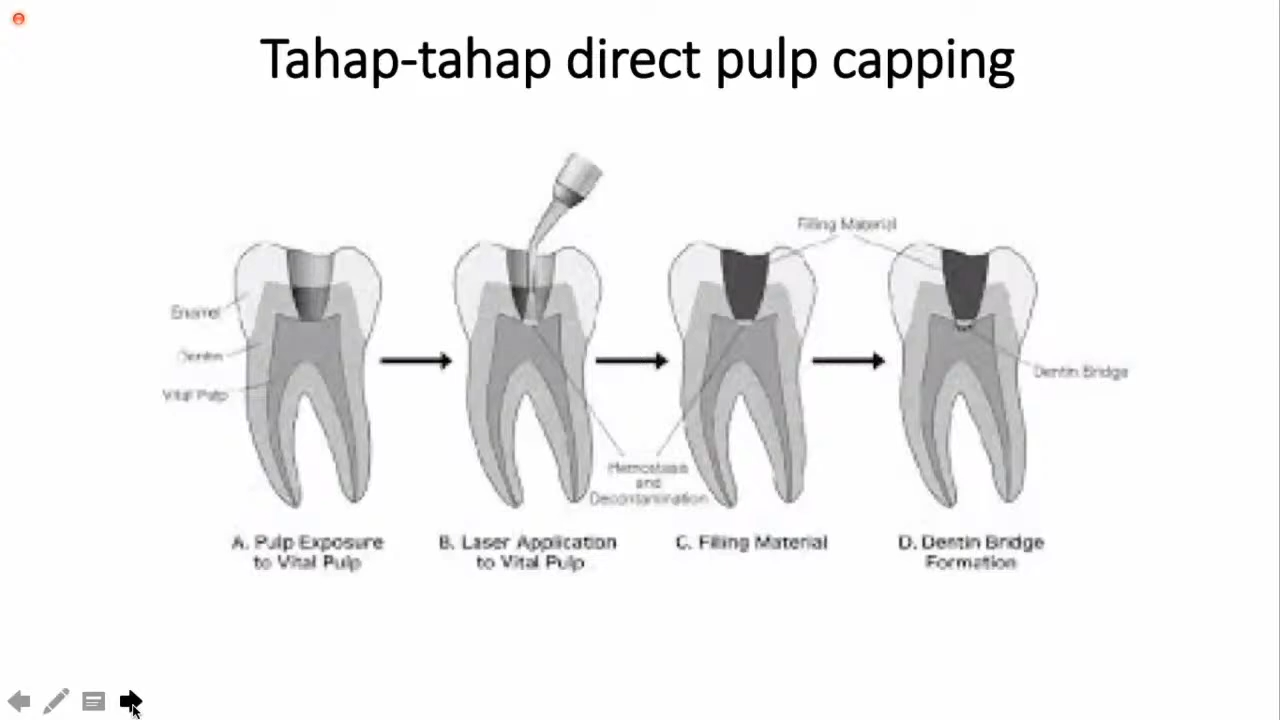 Tahap-tahap direct pulp capping
Filling Material
Enamel
Dentin
Vital Pulp
Dentin Bridge
Hemostasis
and
Decontamination
A. Pulp Exposure
to Vital Pulp
B. Laser Application
to Vital Pulp
C. Filling Material
D. Dentin Bridge
Formation